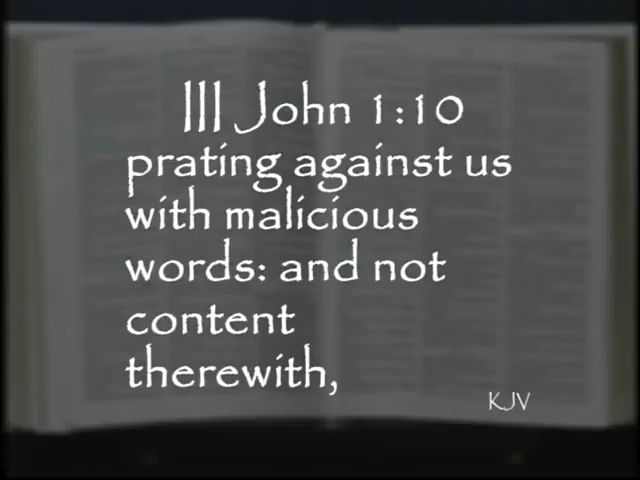 III John 1:10
prating against us
with malicious
words: and not
content
therewith,
KJV